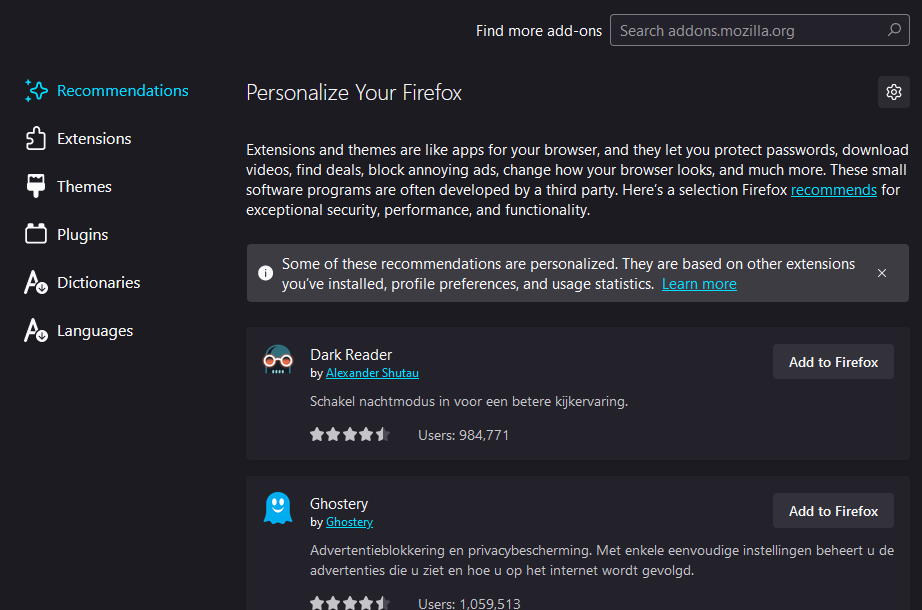 Find more add-ons
Search addons.mozilla.org
Recommendations
Extensions
Themes
Plugins
Dictionaries
Languages
Personalize Your Firefox
Extensions and themes are like apps for your browser, and they let you protect passwords, download
videos, find deals, block annoying ads, change how your browser looks, and much more. These small
software programs are often developed by a third party. Here’s a selection Firefox recommends for
exceptional security, performance, and functionality.
Some of these recommendations are personalized. They are based on other extensions
you’ve installed, profile preferences, and usage statistics. Learn more
Dark Reader
by Alexander Shutau
Add to Firefox
Schakel nachtmodus in voor een betere kijkervaring.
Users: 984,771
Ghostery
by Ghostery
Add to Firefox
Advertentieblokkering en privacybescherming. Met enkele eenvoudige instellingen beheert u de
advertenties die u ziet en hoe u op het internet wordt gevolgd.
Users: 1,059,513